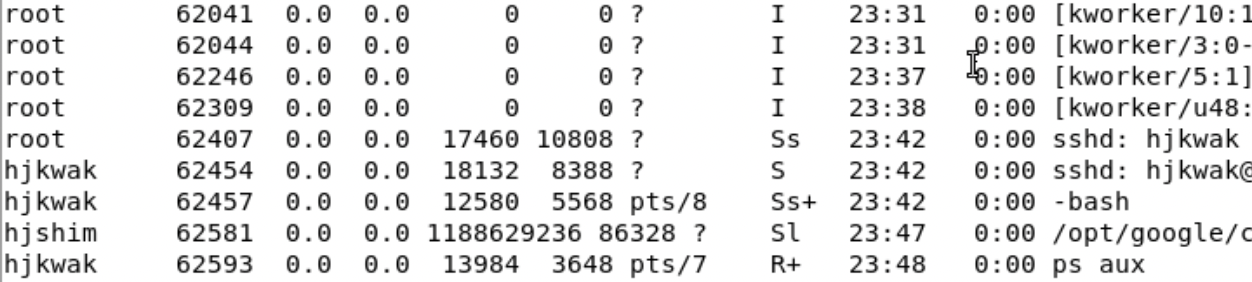 root 62041 0.0 0.0 0 0 ? I 23:31 0:00 [kworker/10:1
root 62044 0.0 0.0 0 0 ? I 23:31 0:00 [kworker/3:0-
root 62246 0.0 0.0 0 0 ? I 23:37 0:00 [kworker/5:1]
root 62309 0.0 0.0 0 0 ? I 23:38 0:00 [kworker/u48:
root 62407 0.0 0.0 17460 10808 ? Ss 23:42 0:00 sshd: hjkwak
hjkwak 62454 0.0 0.0 18132 8388 ? S 23:42 0:00 sshd: hjkwak@
hjkwak 62457 0.0 0.0 12580 5568 pts/8 Ss+ 23:42 0:00 -bash
hjshim 62581 0.0 0.0 1188629236 86328 ? Sl 23:47 0:00 /opt/google/c
hjkwak 62593 0.0 0.0 13984 3648 pts/7 R+ 23:48 0:00 ps aux